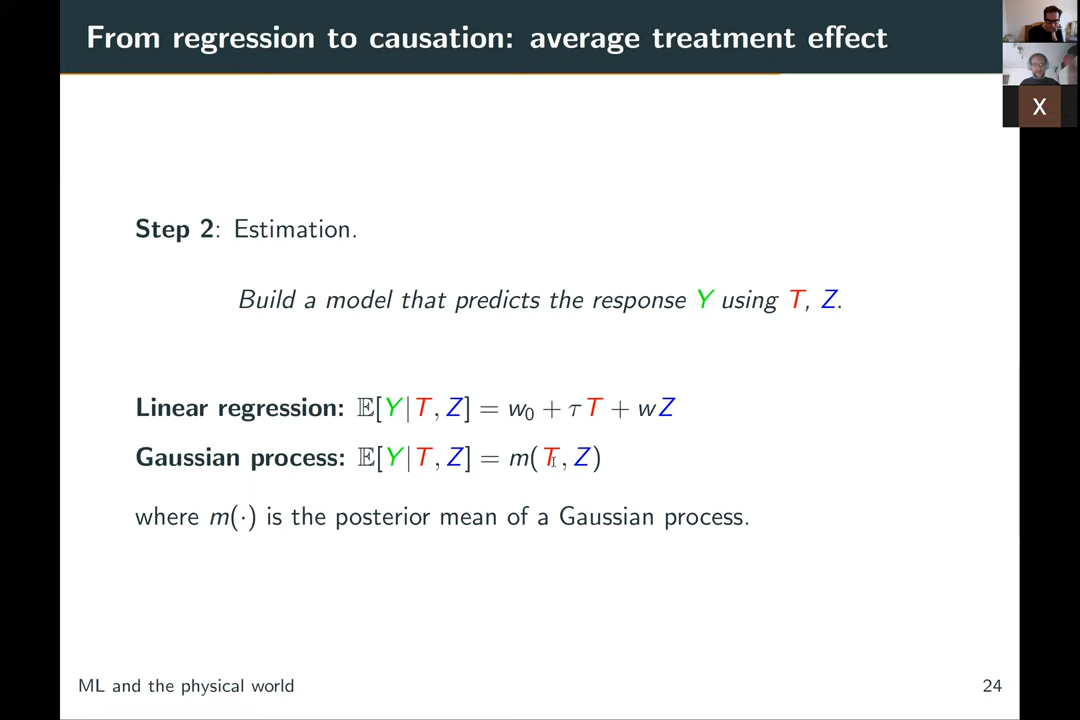 From regression to causation: average treatment effect
X
Step 2: Estimation.
Build a model that predicts the response Y using T, Z.
Linear regression: 𝔼[Y|T, Z] = w₀ + τ T + wZ
Gaussian process: 𝔼[Y|T, Z] = m(T, Z)
where m(·) is the posterior mean of a Gaussian process.
ML and the physical world
24